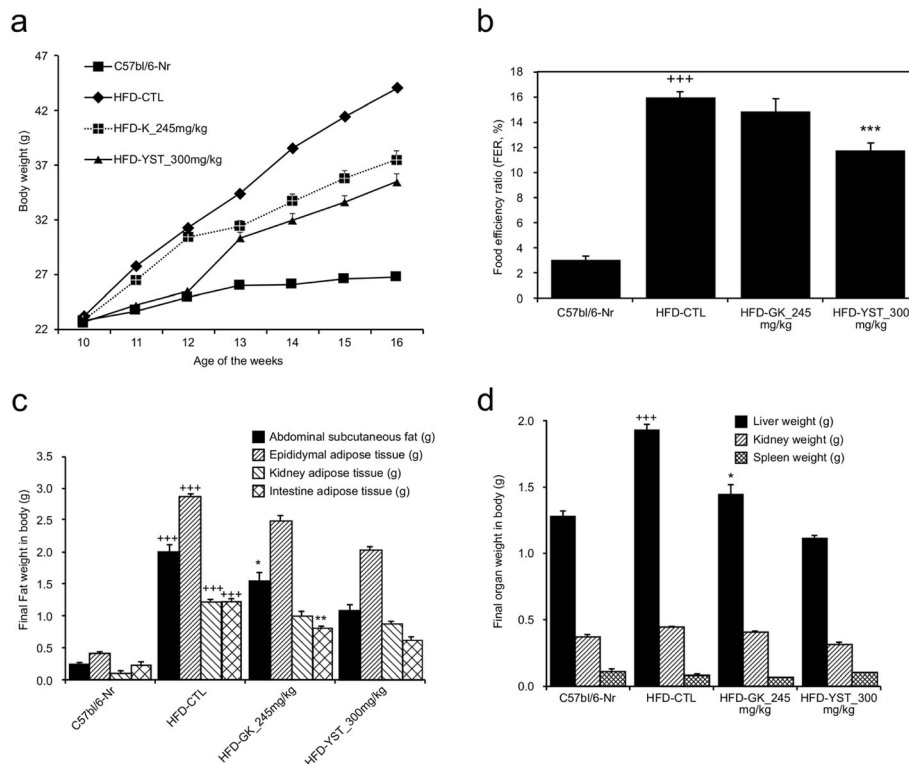 a
Body weight (g)
47
42
37
32
27
22
C57bl/6-Nr
HFD-CTL
HFD-K_245mg/kg
HFD-YST_300mg/kg
10 11 12 13 14 15 16
Age of the weeks
b
Food efficiency ratio (FER, %)
18
16
14
12
10
8
6
4
2
0
+++
***
C57bl/6-Nr HFD-CTL HFD-GK_245 HFD-YST_300
mg/kg mg/kg
c
Abdominal subcutaneous fat (g)
Epididymal adipose tissue (g)
Kidney adipose tissue (g)
Intestine adipose tissue (g)
Final Fat weight in body (g)
3.5
3.0
2.5
2.0
1.5
1.0
0.5
0.0
+++
+++
+++
+++
*
**
C57bl/6-Nr
HFD-CTL
HFD-GK_245mg/kg
HFD-YST_300mg/kg
d
Final organ weight in body (g)
2.0
1.5
1.0
0.5
0.0
Liver weight (g)
Kidney weight (g)
Spleen weight (g)
+++
*
C57bl/6-Nr HFD-CTL HFD-GK_245 HFD-YST_300
mg/kg mg/kg